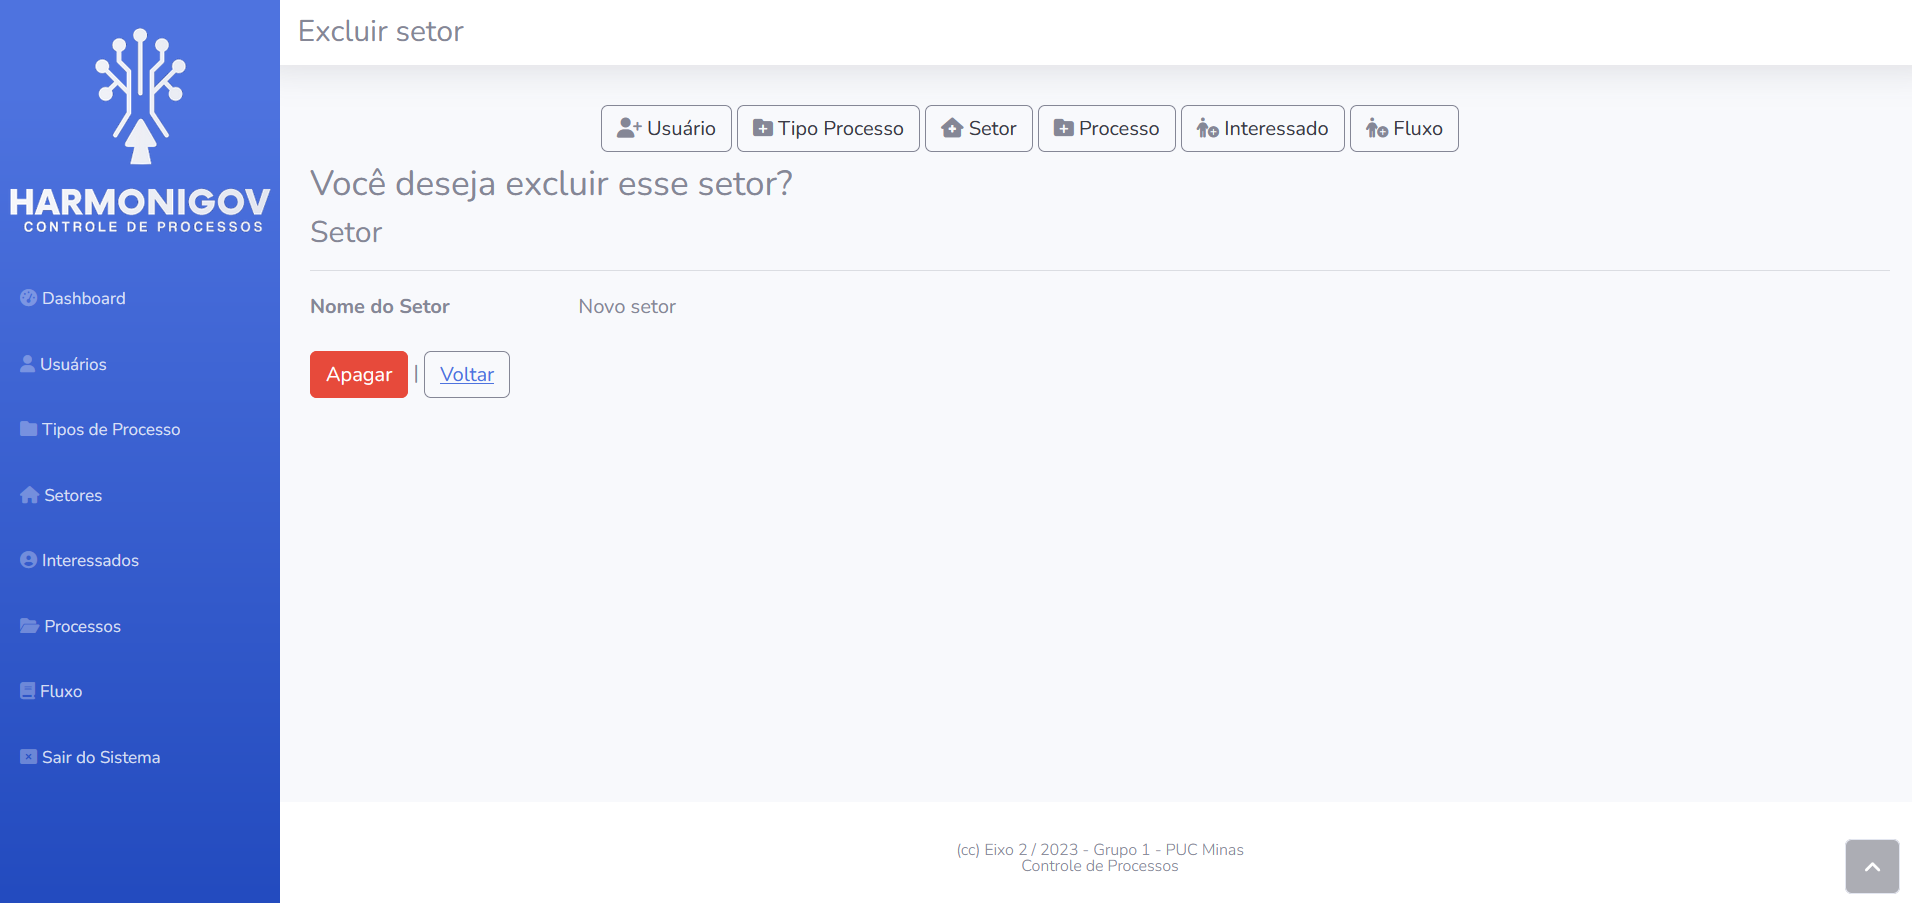 HARMONIGOV
CONTROLE DE PROCESSOS
Dashboard
Usuários
Tipos de Processo
Setores
Interessados
Processos
Fluxo
Sair do Sistema
Excluir setor
Usuário Tipo Processo Setor Processo Interessado Fluxo
Você deseja excluir esse setor?
Setor
Nome do Setor Novo setor
Apagar | Voltar
(cc) Eixo 2 / 2023 - Grupo 1 - PUC Minas
Controle de Processos